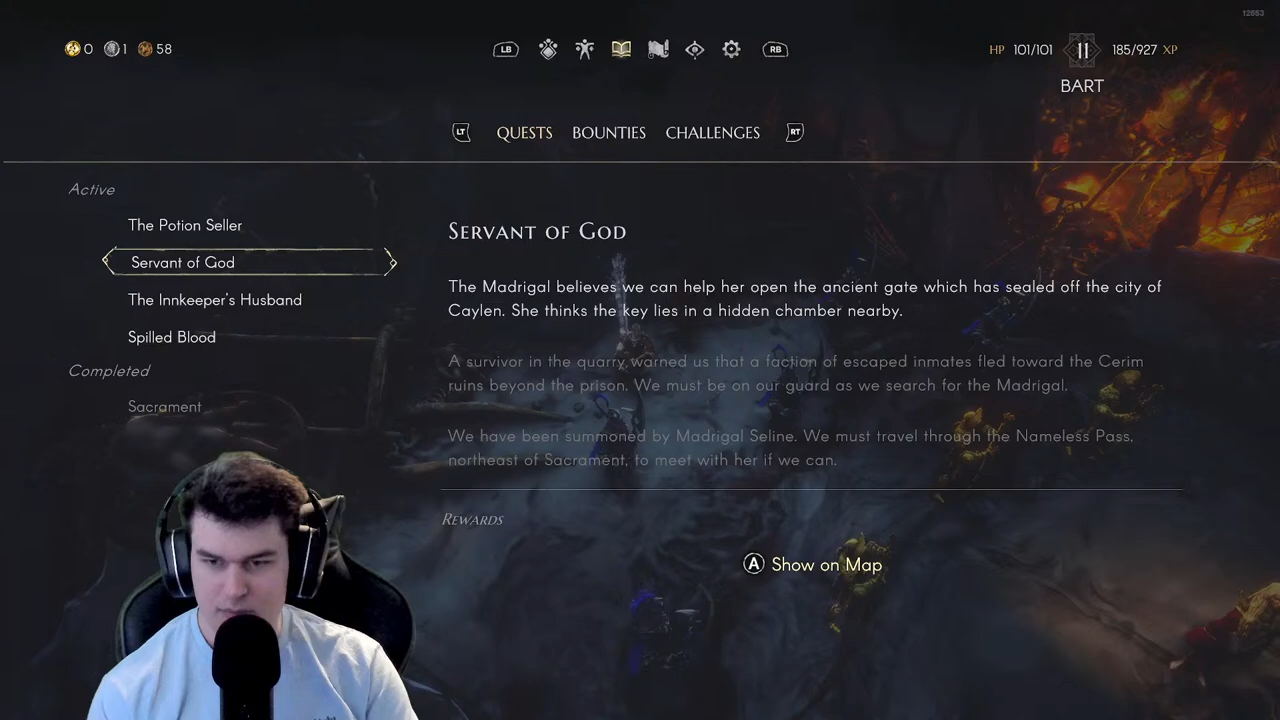 12653
0 1 58
LB RB
HP 101/101 11 185/927 XP
BART
LT QUESTS BOUNTIES CHALLENGES RT
Active
The Potion Seller
Servant of God
The Innkeeper's Husband
Spilled Blood
Completed
Sacrament
Servant of God
The Madrigal believes we can help her open the ancient gate which has sealed off the city of
Caylen. She thinks the key lies in a hidden chamber nearby.
A survivor in the quarry warned us that a faction of escaped inmates fled toward the Cerim
ruins beyond the prison. We must be on our guard as we search for the Madrigal.
We have been summoned by Madrigal Seline. We must travel through the Nameless Pass,
northeast of Sacrament, to meet with her if we can.
Rewards
A Show on Map